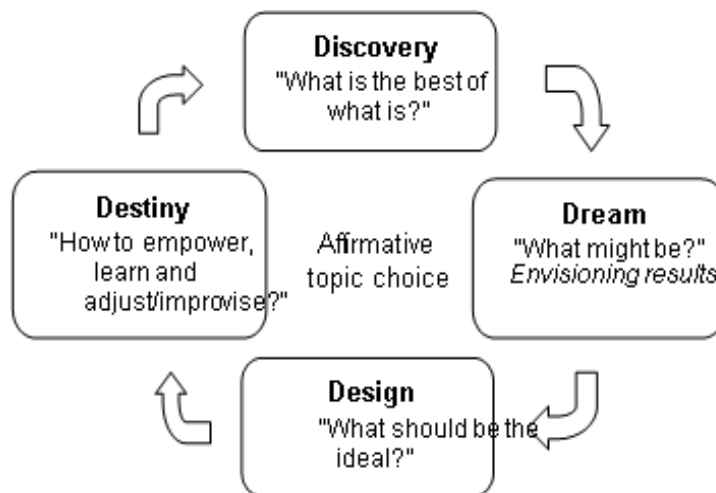 Discovery
"What is the best of
what is?"
Destiny
"How to empower,
learn and
adjust/improvise?"
Affirmative
topic choice
Dream
"What might be?"
Envisioning results
Design
"What should be the
ideal?"